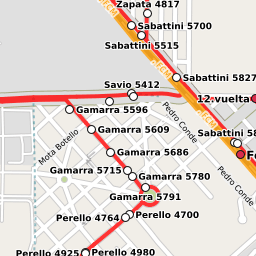 Zapata 4817
Sabattini 5700
Sabattini 5515
Sabattini 5827
Savio 5412
12.vuelta
Gamarra 5596
Pedro Conde
Gamarra 5609
Mota Botello
Sabattini 58
Gamarra 5686
Fe
Gamarra 5715
Gamarra 5780
Pedro Conde
Gamarra 5791
Perello 4764
Perello 4700
Perello 4925
Perello 4980